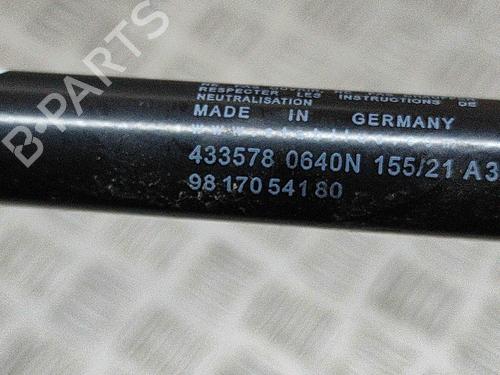 B-PARTS
RESPECTER LES INSTRUCTIONS DE
NEUTRALISATION
MADE IN GERMANY
433578 0640N 155/21 A3
98 170 541 80